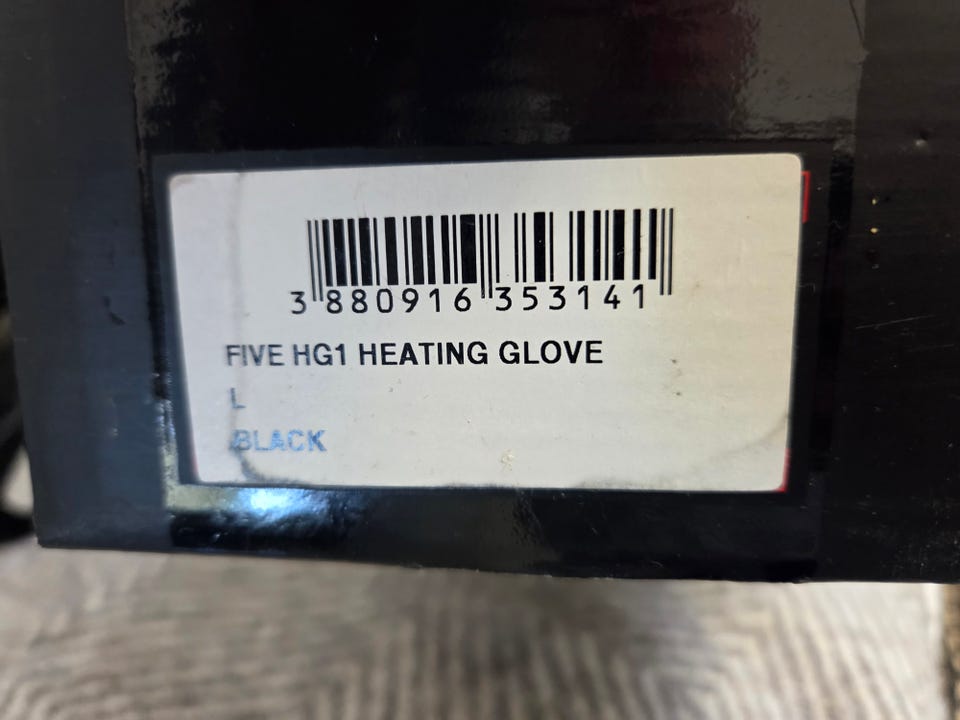 3 880916 353141
FIVE HG1 HEATING GLOVE
L
BLACK